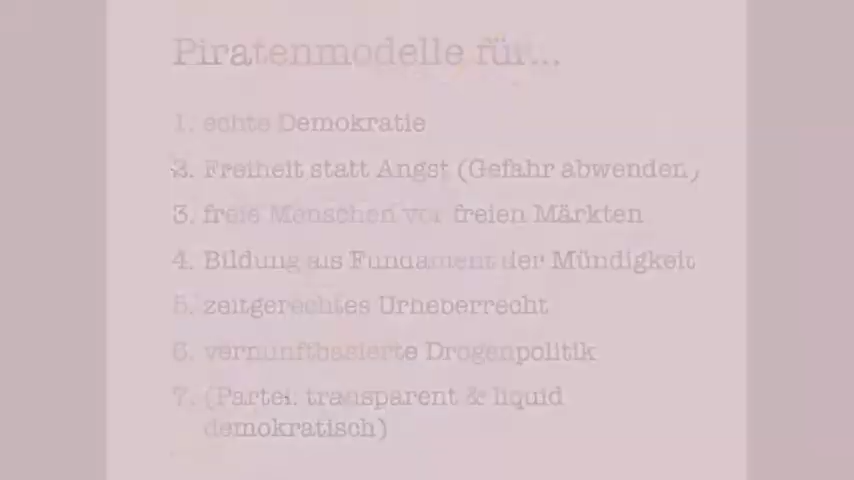 Piratenmodelle für...
1. echte Demokratie
2. Freiheit statt Angst (Gefahr abwenden)
3. freie Menschen vor freien Märkten
4. Bildung als Fundament der Mündigkeit
5. zeitgerechtes Urheberrecht
6. vernunftbasierte Drogenpolitik
7. (Partei. transparent & liquid
demokratisch)